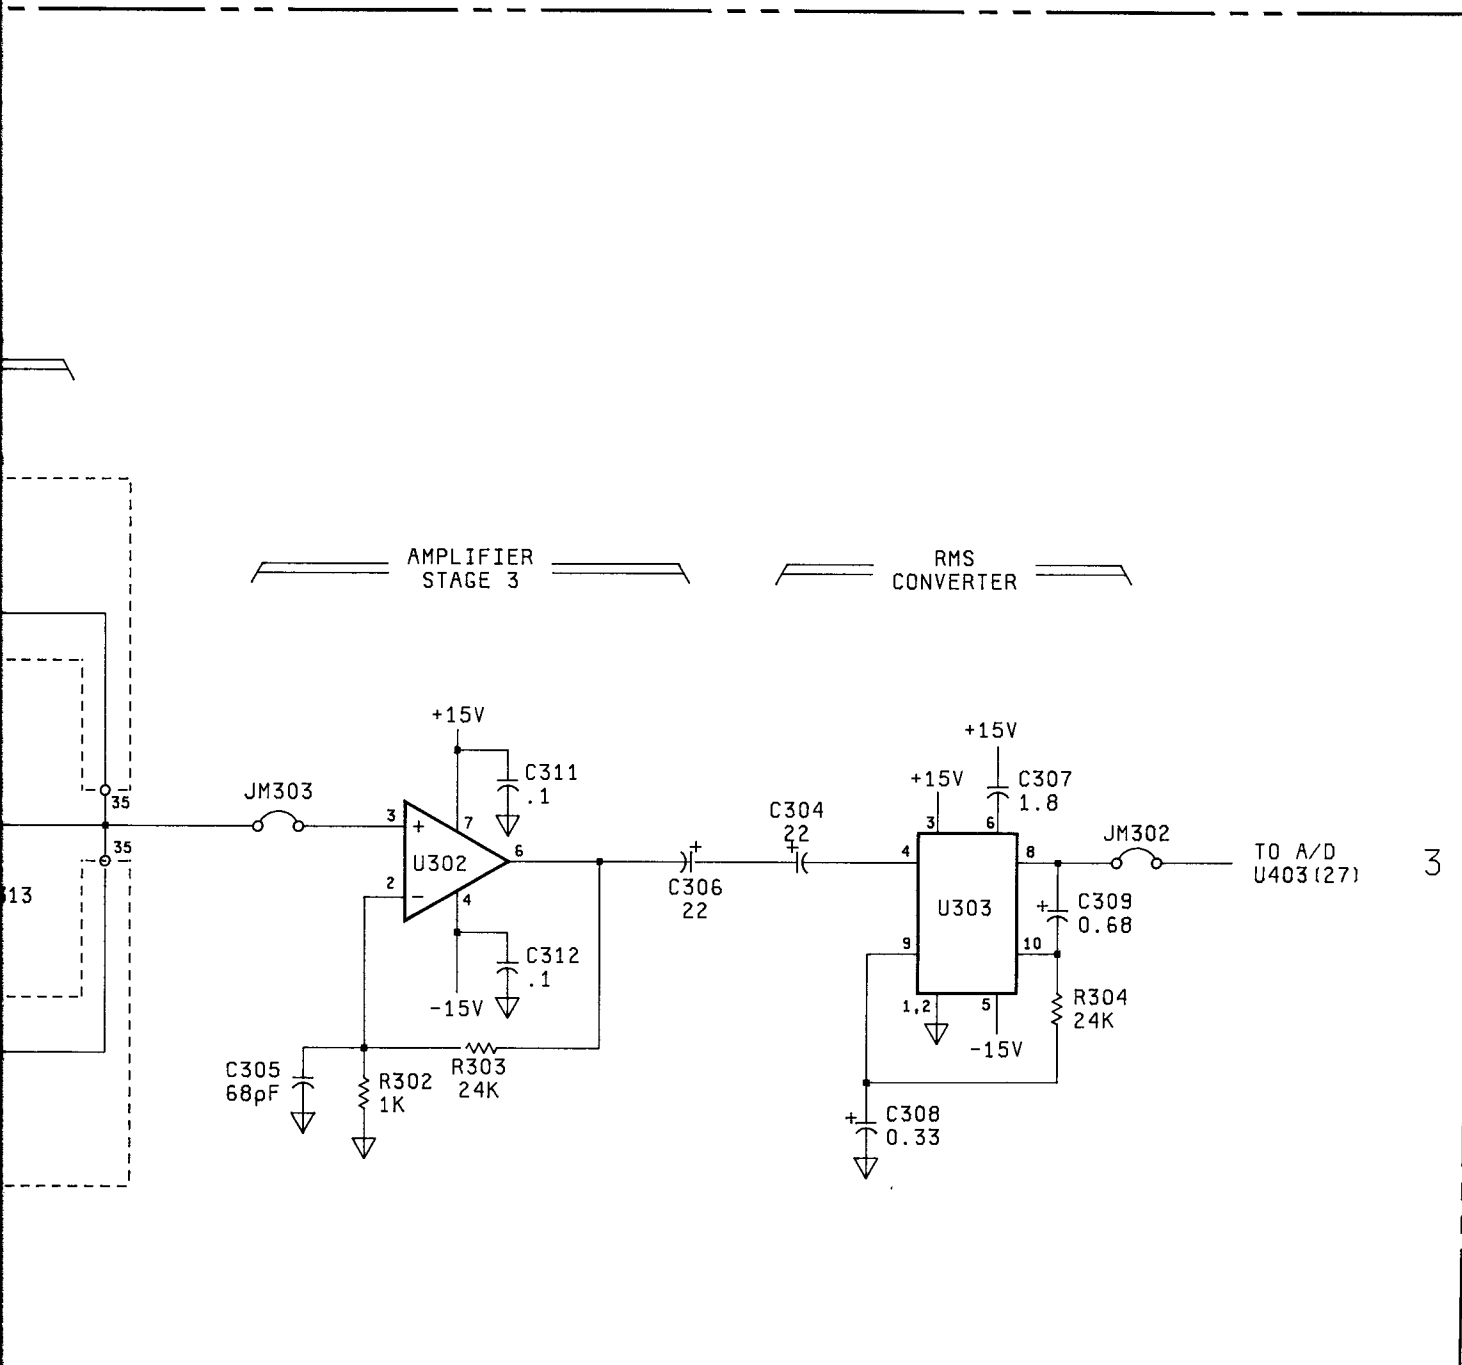 AMPLIFIER
STAGE 3
RMS
CONVERTER
+15V
C311
.1
JM303
35
3
+
7
U302
6
2
−
4
35
C312
.1
-15V
C305
68pF
R302
1K
R303
24K
C306
22
+
C304
22
+
+15V
+15V
C307
1.8
3
6
4
8
U303
9
10
1,2
5
-15V
JM302
TO A/D
U403(27)
3
+
C309
0.68
R304
24K
+
C308
0.33